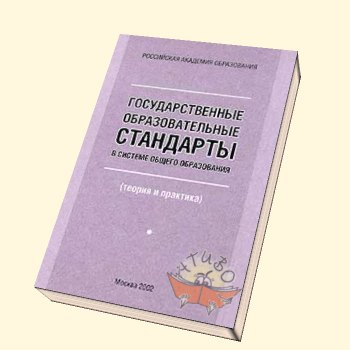 РОССИЙСКАЯ АКАДЕМИЯ ОБРАЗОВАНИЯ
ГОСУДАРСТВЕННЫЕ
ОБРАЗОВАТЕЛЬНЫЕ
СТАНДАРТЫ
В СИСТЕМЕ ОБЩЕГО ОБРАЗОВАНИЯ
(теория и практика)
Москва 2002